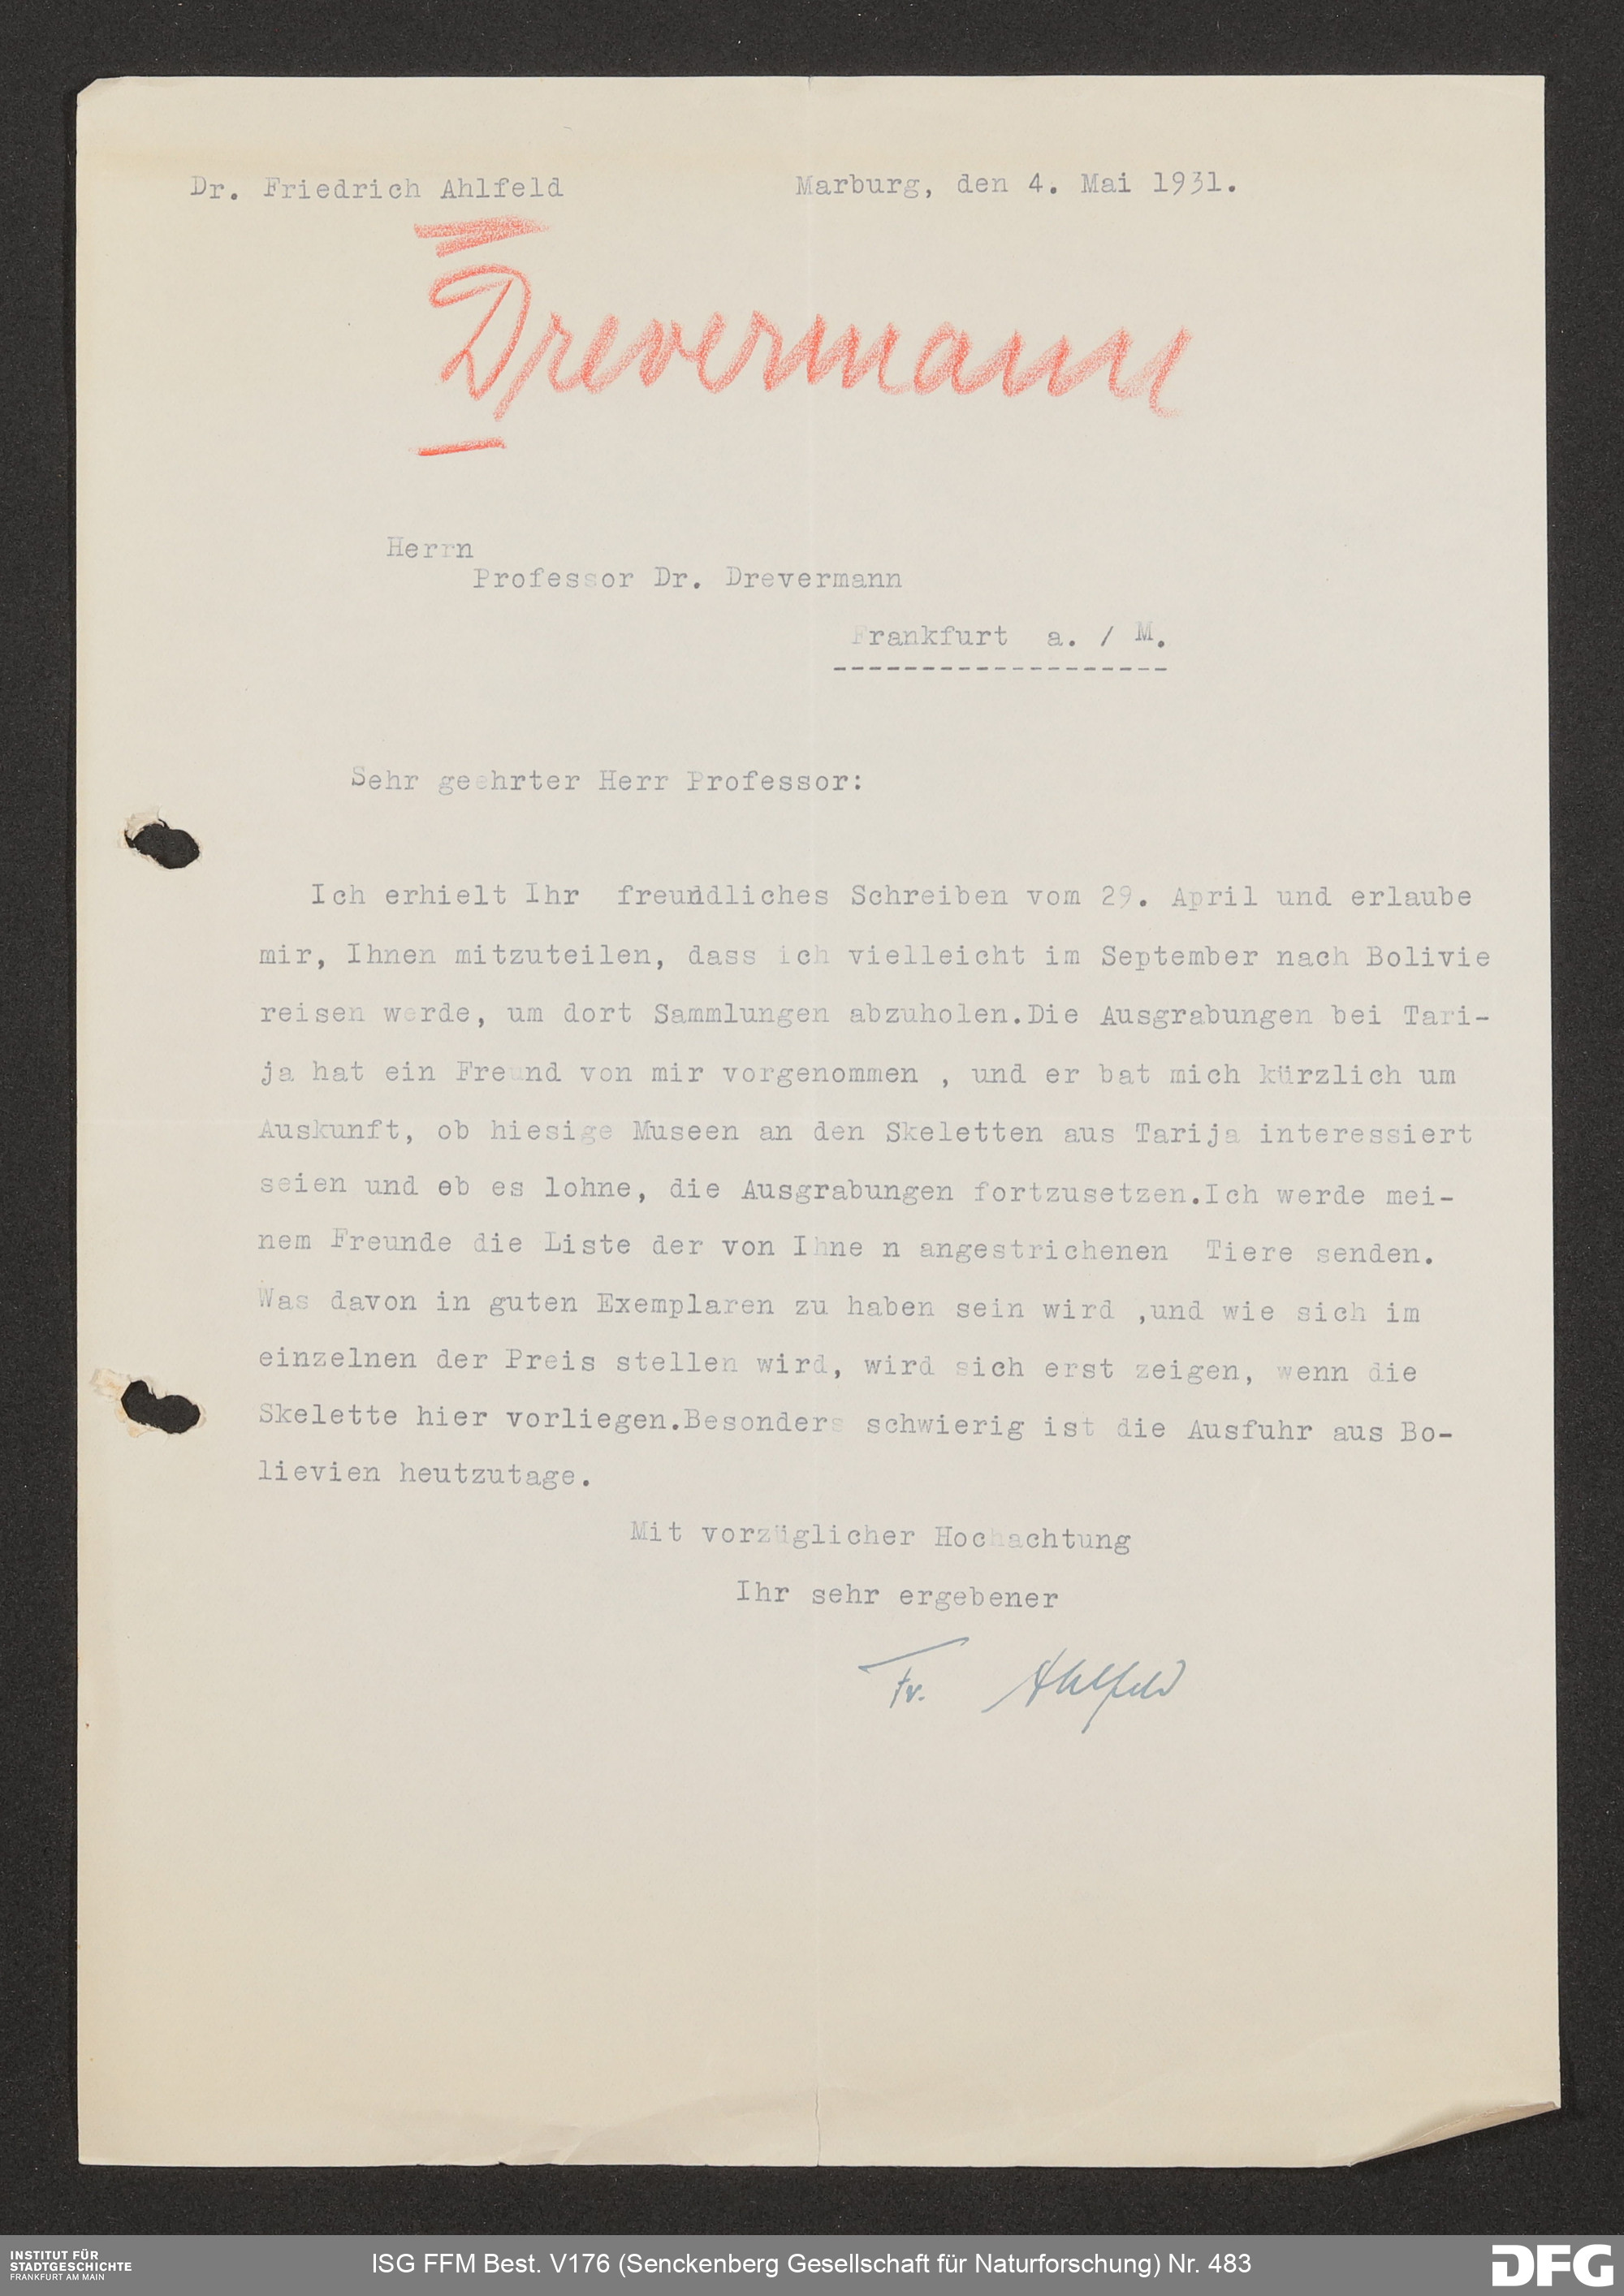 Dr. Friedrich Ahlfeld Marburg, den 4. Mai 1931.
Drevermann
Herrn
Professor Dr. Drevermann
Frankfurt a. / M.
-------------------
Sehr geehrter Herr Professor:
Ich erhielt Ihr freundliches Schreiben vom 29. April und erlaube
mir, Ihnen mitzuteilen, dass ich vielleicht im September nach Bolivie
reisen werde, um dort Sammlungen abzuholen.Die Ausgrabungen bei Tari-
ja hat ein Freund von mir vorgenommen , und er bat mich kürzlich um
Auskunft, ob hiesige Museen an den Skeletten aus Tarija interessiert
seien und ob es lohne, die Ausgrabungen fortzusetzen.Ich werde mei-
nem Freunde die Liste der von Ihne n angestrichenen Tiere senden.
Was davon in guten Exemplaren zu haben sein wird ,und wie sich im
einzelnen der Preis stellen wird, wird sich erst zeigen, wenn die
Skelette hier vorliegen.Besonders schwierig ist die Ausfuhr aus Bo-
lievien heutzutage.
Mit vorzüglicher Hochachtung
Ihr sehr ergebener
Fr. Ahlfeld
INSTITUT FÜR
STADTGESCHICHTE
FRANKFURT AM MAIN
ISG FFM Best. V176 (Senckenberg Gesellschaft für Naturforschung) Nr. 483
DFG